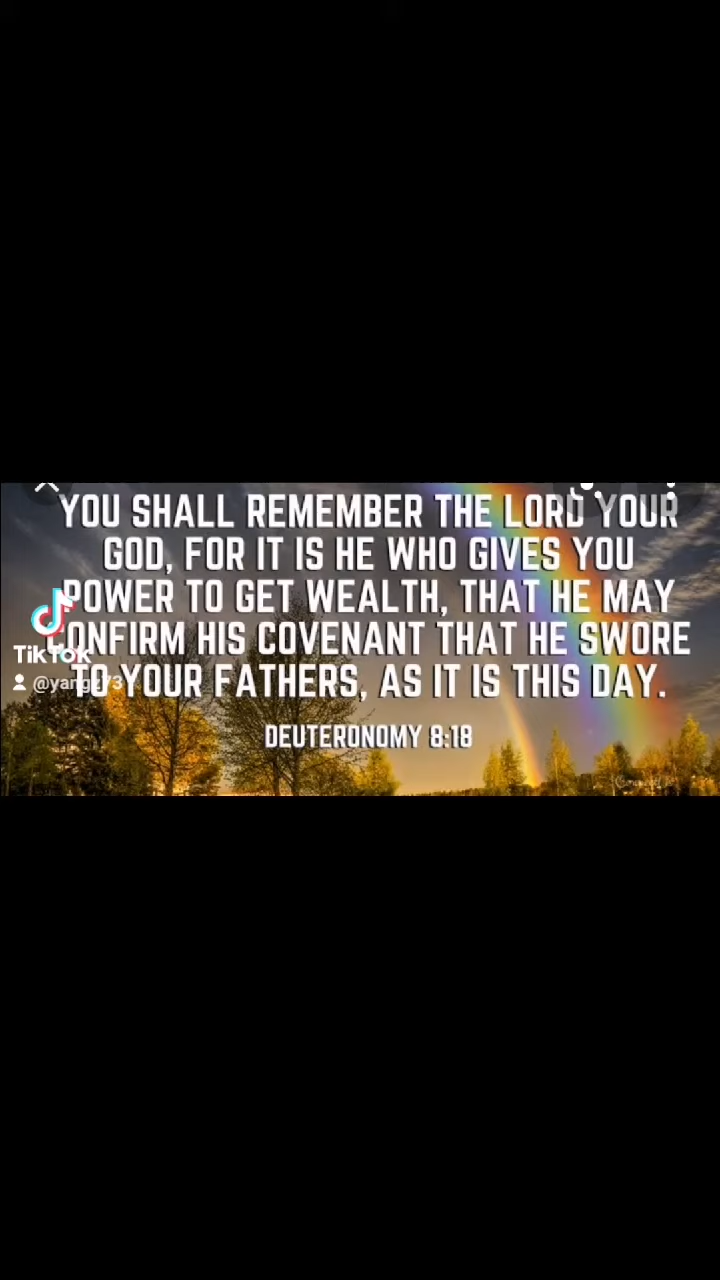 YOU SHALL REMEMBER THE LORD YOUR
GOD, FOR IT IS HE WHO GIVES YOU
POWER TO GET WEALTH, THAT HE MAY
CONFIRM HIS COVENANT THAT HE SWORE
TO YOUR FATHERS, AS IT IS THIS DAY.
DEUTERONOMY 8:18
TikTok